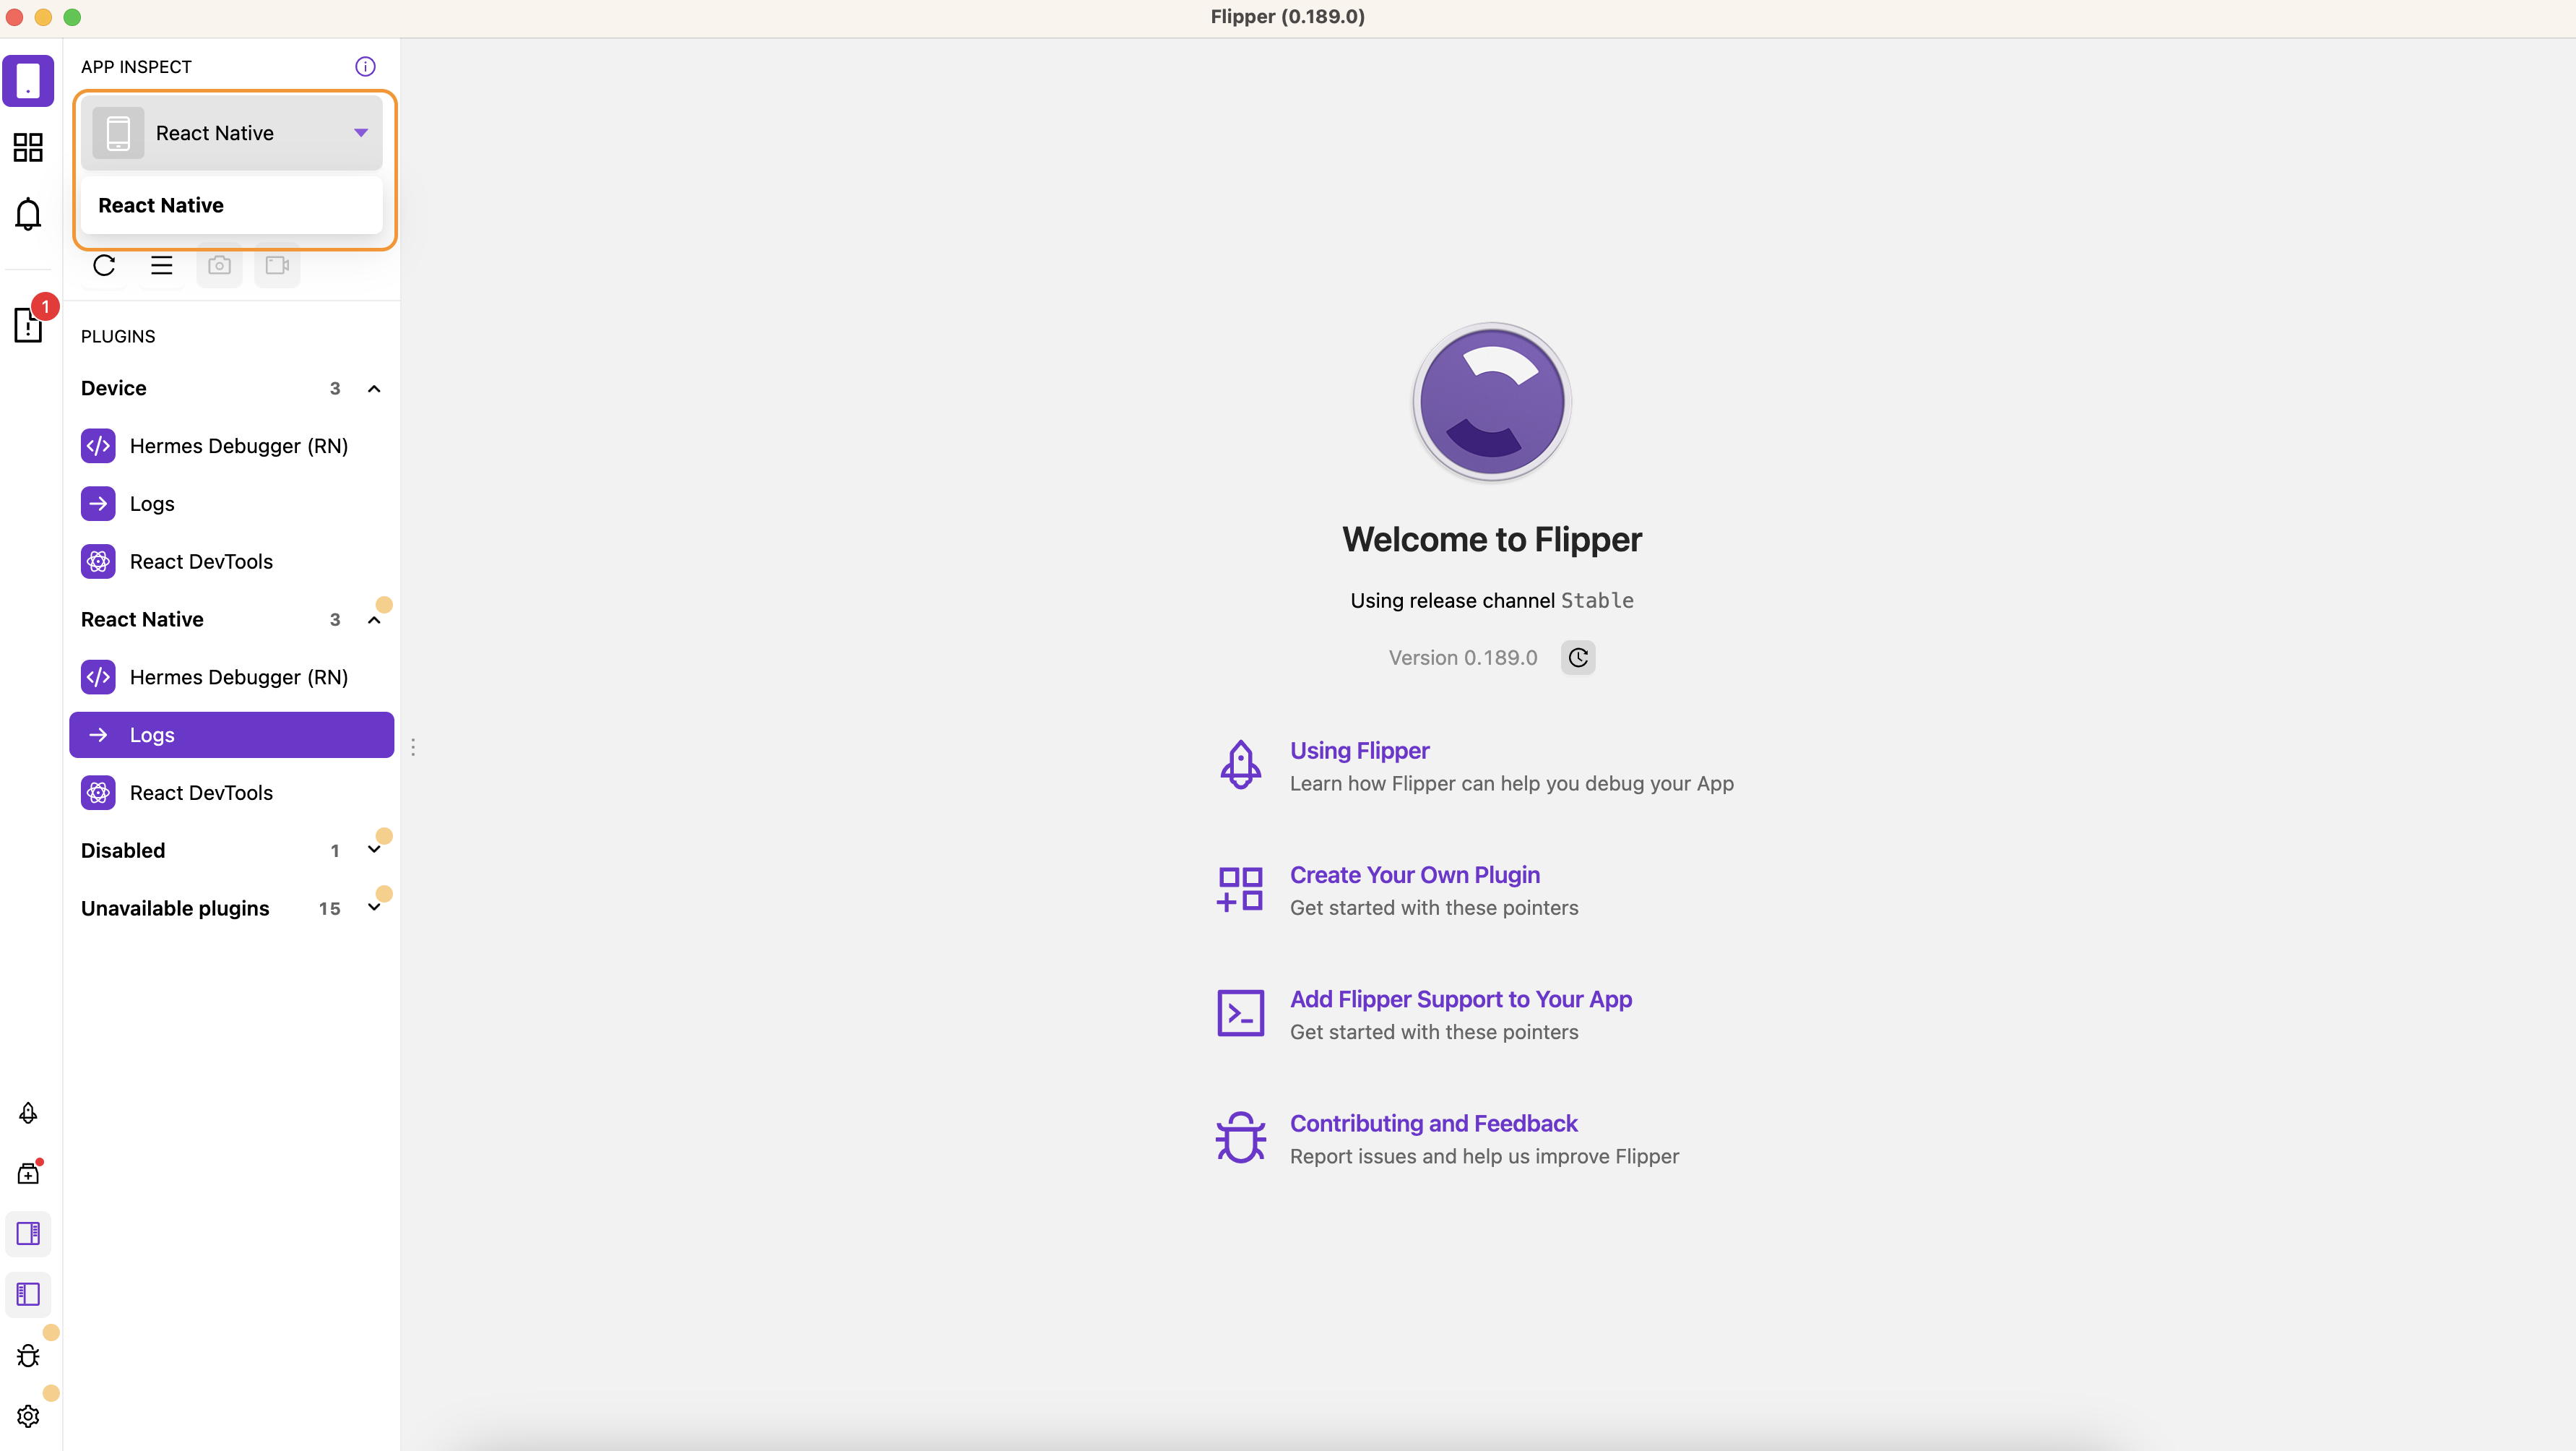 Flipper (0.189.0)
APP INSPECT
React Native
React Native
1
PLUGINS
Device 3
Hermes Debugger (RN)
Logs
React DevTools
React Native 3
Hermes Debugger (RN)
Logs
React DevTools
Disabled 1
Unavailable plugins 15
Welcome to Flipper
Using release channel Stable
Version 0.189.0
Using Flipper
Learn how Flipper can help you debug your App
Create Your Own Plugin
Get started with these pointers
Add Flipper Support to Your App
Get started with these pointers
Contributing and Feedback
Report issues and help us improve Flipper